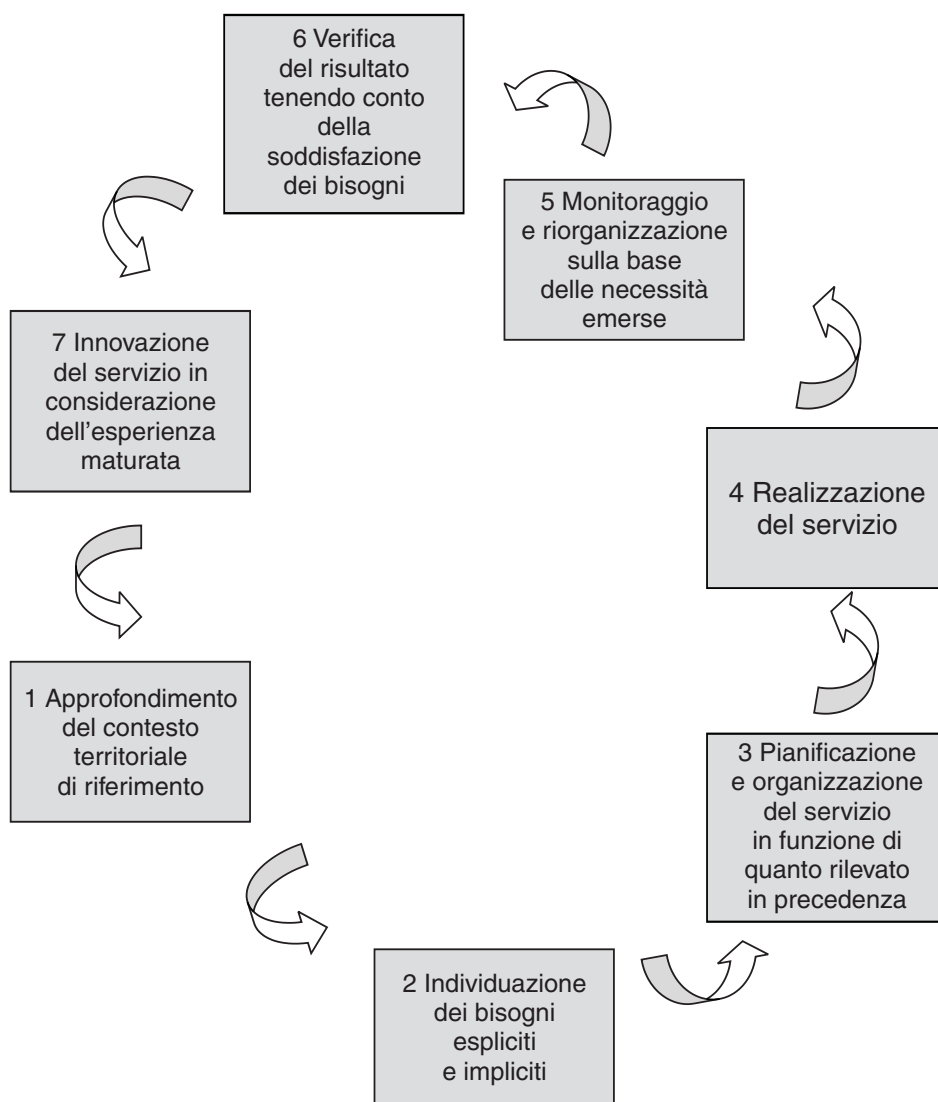 6 Verifica
del risultato
tenendo conto
della
soddisfazione
dei bisogni
5 Monitoraggio
e riorganizzazione
sulla base
delle necessità
emerse
7 Innovazione
del servizio in
considerazione
dell'esperienza
maturata
4 Realizzazione
del servizio
1 Approfondimento
del contesto
territoriale
di riferimento
3 Pianificazione
e organizzazione
del servizio
in funzione di
quanto rilevato
in precedenza
2 Individuazione
dei bisogni
espliciti
e impliciti